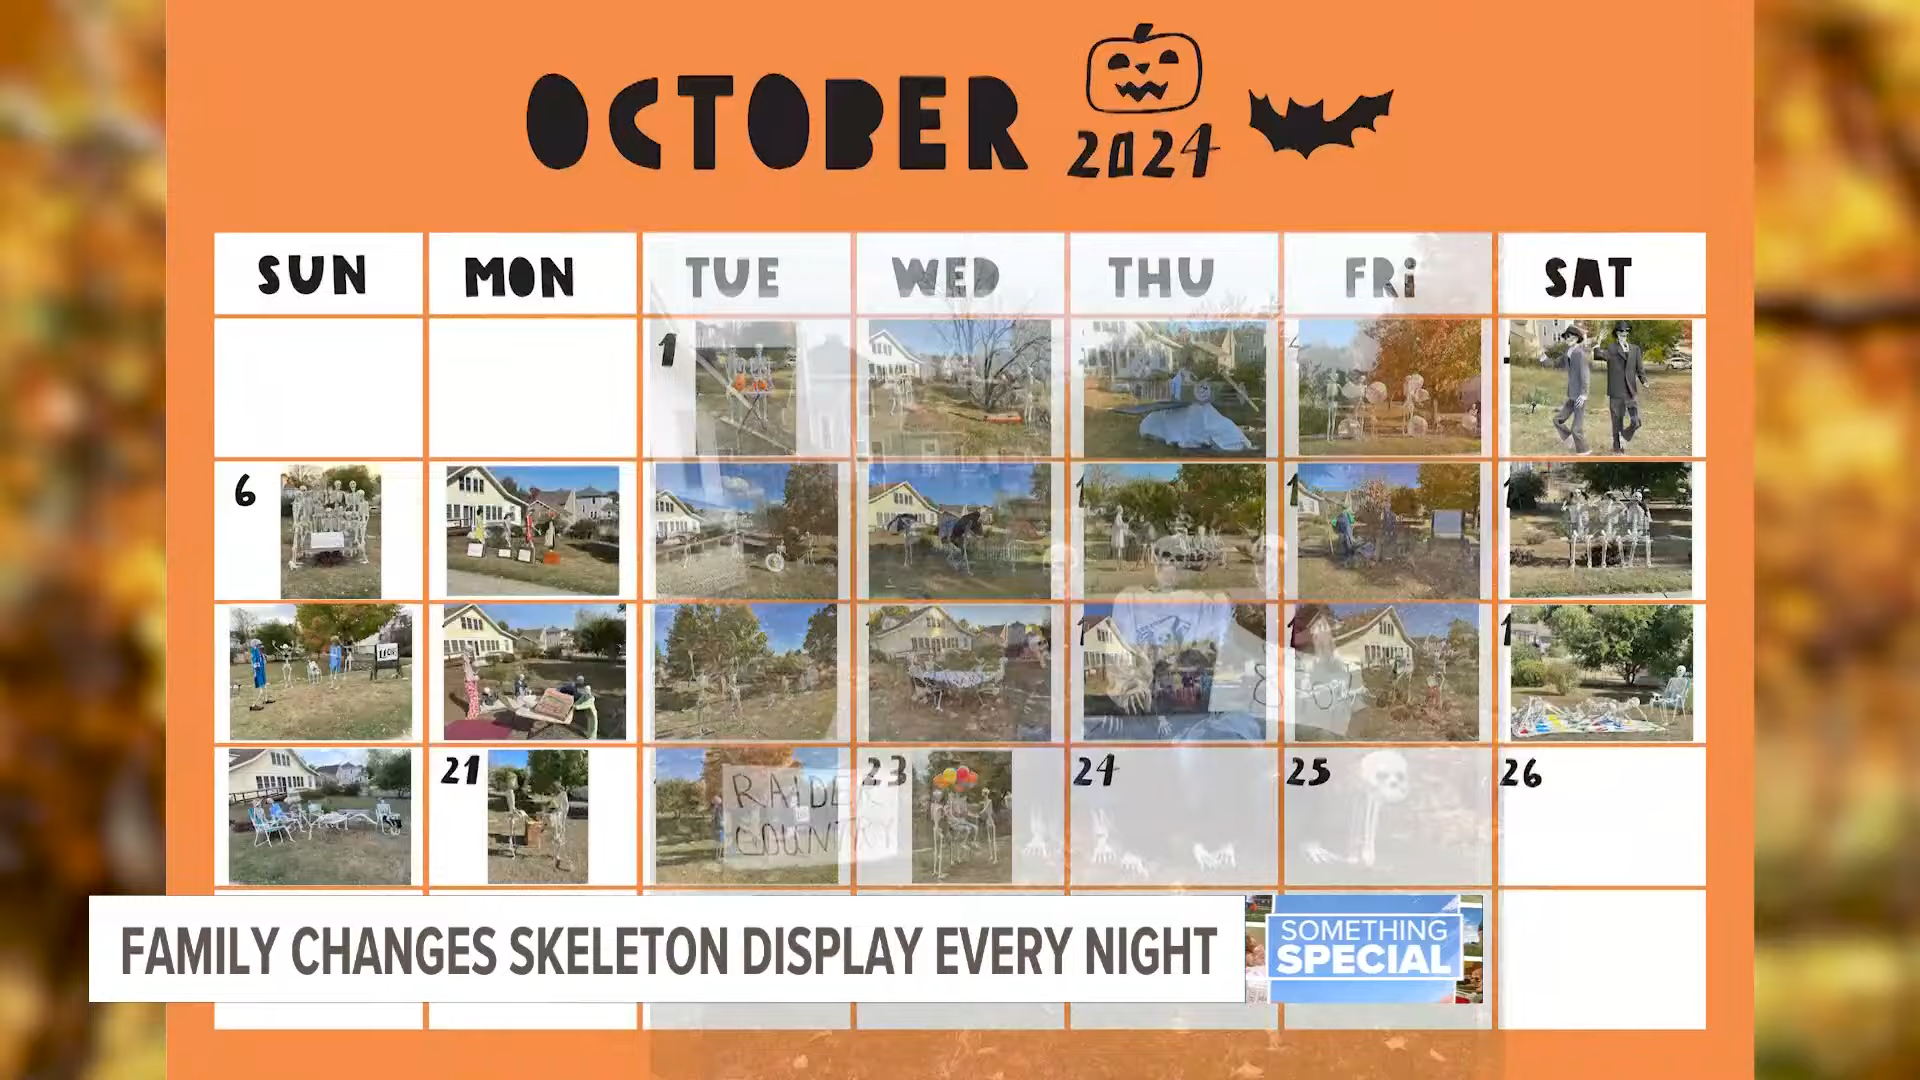 OCTOBER
2024
SUN MON TUE WED THU FRi SAT
1
6
21 23 24 25 26
RAIDER
COUNTRY
FAMILY CHANGES SKELETON DISPLAY EVERY NIGHT
SOMETHING
SPECIAL